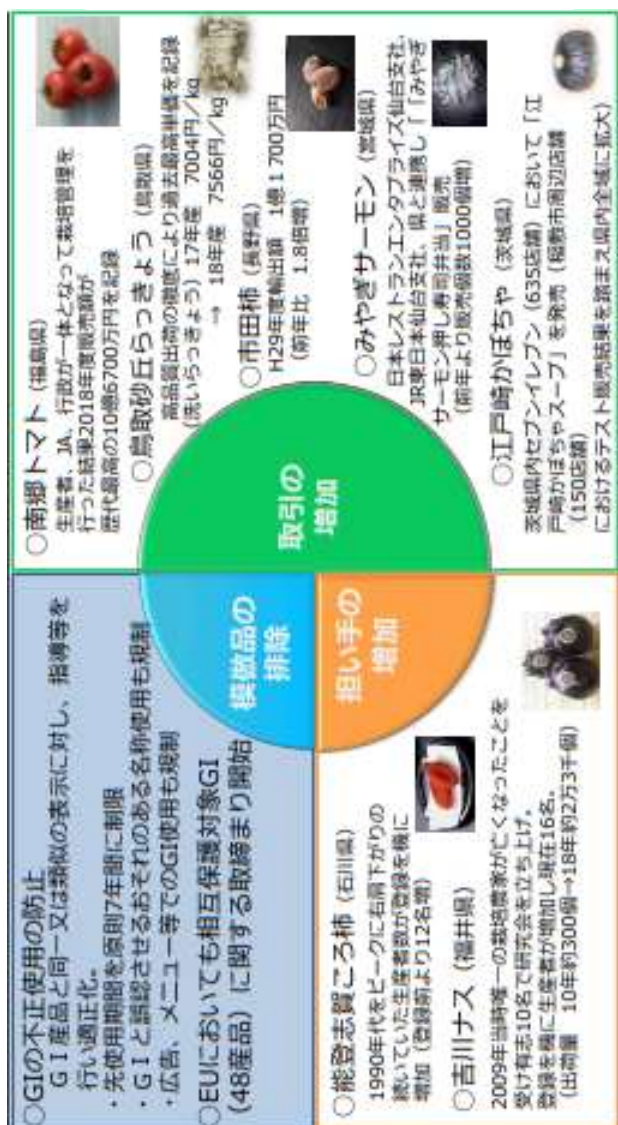 ○GIの不正使用の防止
ＧＩ産品と同一又は類似の表示に対し、指導等を
行い適正化。
・先使用期間を原則7年間に制限
・ＧＩと誤認させるおそれのある名称使用も規制
・広告、メニュー等でのGI使用も規制
○EUにおいても相互保護対象GI
（48産品）に関する取締まり開始
模倣品の
排除
取引の
増加
担い手の
増加
○南郷トマト（福島県）
生産者、JA、行政が一体となって栽培管理を
行った結果2018年度販売額が
歴代最高の10億6700万円を記録
○鳥取砂丘らっきょう（鳥取県）
高品質出荷の徹底により過去最高単価を記録
（洗いらっきょう）17年産　7004円／kg
→　18年産　7566円／kg
○市田柿（長野県）
H29年度輸出額　1億1700万円
（前年比　1.8倍増）
○みやぎサーモン（宮城県）
日本レストランエンタプライズ仙台支社、
JR東日本仙台支社、県と連携し「「みやぎ
サーモン押し寿司弁当」販売
（前年より販売個数1000個増）
○江戸崎かぼちゃ（茨城県）
茨城県内セブンイレブン（635店舗）において「江
戸崎かぼちゃスープ」を発売（稲敷市周辺店舗
（150店舗）
におけるテスト販売結果を踏まえ県内全域に拡大）
○能登志賀ころ柿（石川県）
1990年代をピークに右肩下がりの
続いていた生産者数が登録を機に
増加（登録前より12名増）
○吉川ナス（福井県）
2009年当時唯一の栽培農家が亡くなったことを
受け有志10名で研究会を立ち上げ。
登録を機に生産者が増加し現在16名。
（出荷量　10年約300個→18年約2万3千個）